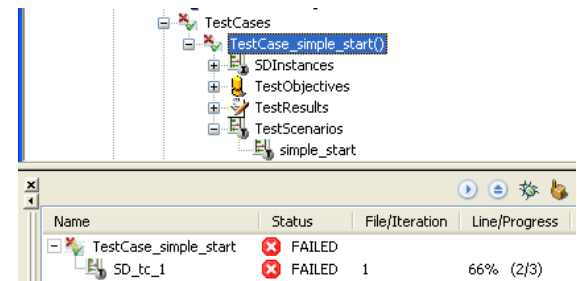 TestCases
TestCase_simple_start()
SDInstances
TestObjectives
TestResults
TestScenarios
simple_start
Name Status File/Iteration Line/Progress
TestCase_simple_start FAILED
SD_tc_1 FAILED 1 66% (2/3)